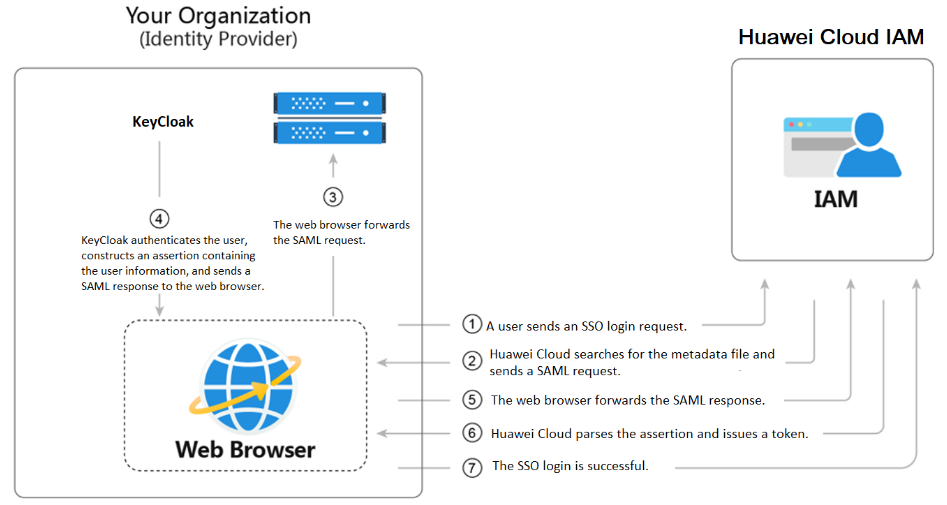 Your Organization
(Identity Provider)
Huawei Cloud IAM
KeyCloak
IAM
3
The web browser forwards
the SAML request.
4
KeyCloak authenticates the user,
constructs an assertion containing
the user information, and sends a
SAML response to the web browser.
1 A user sends an SSO login request.
2 Huawei Cloud searches for the metadata file and
sends a SAML request.
5 The web browser forwards the SAML response.
6 Huawei Cloud parses the assertion and issues a token.
7 The SSO login is successful.
Web Browser